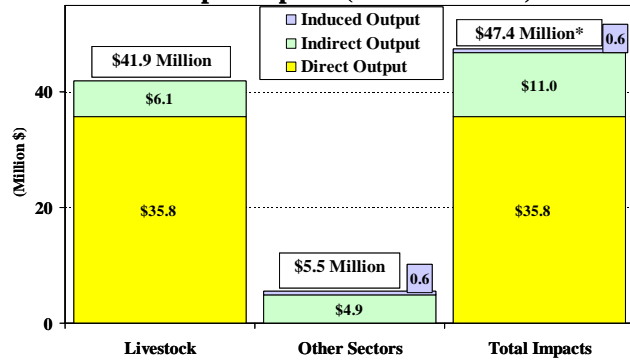 Induced Output
Indirect Output
Direct Output
$41.9 Million
$47.4 Million*
0.6
$6.1
$11.0
$35.8
$35.8
$5.5 Million
0.6
$4.9
(Million $)
40
20
0
Livestock
Other Sectors
Total Impacts